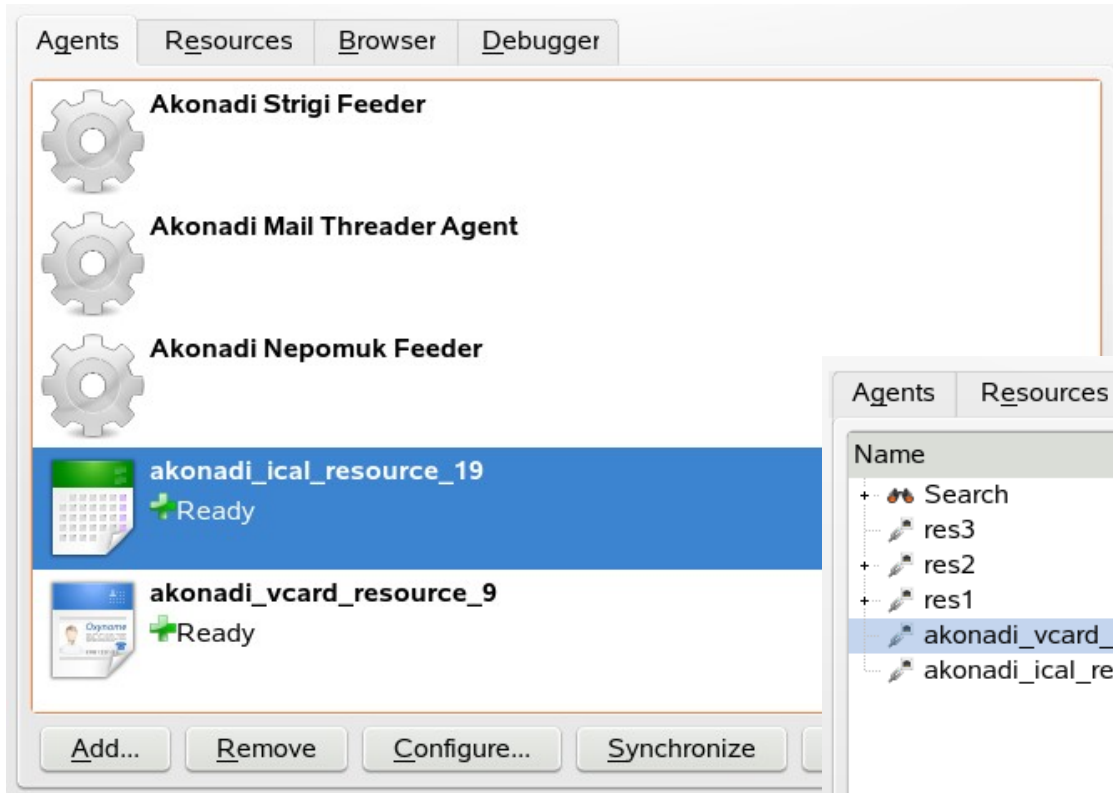 Agents Resources Browser Debugger
Akonadi Strigi Feeder
Akonadi Mail Threader Agent
Akonadi Nepomuk Feeder
akonadi_ical_resource_19
Ready
akonadi_vcard_resource_9
Ready
Add... Remove Configure... Synchronize
Agents Resources
Name
Search
res3
res2
res1
akonadi_vcard_
akonadi_ical_re